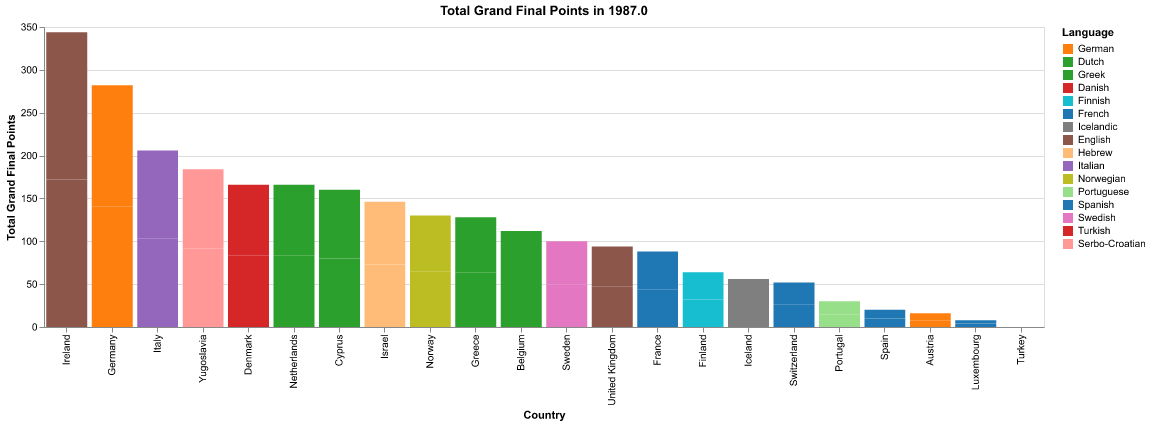 Total Grand Final Points in 1987.0
Total Grand Final Points
350
300
250
200
150
100
50
0
Ireland
Germany
Italy
Yugoslavia
Denmark
Netherlands
Cyprus
Israel
Norway
Greece
Belgium
Sweden
United Kingdom
France
Finland
Iceland
Switzerland
Portugal
Spain
Austria
Luxembourg
Turkey
Country
Language
German
Dutch
Greek
Danish
Finnish
French
Icelandic
English
Hebrew
Italian
Norwegian
Portuguese
Spanish
Swedish
Turkish
Serbo-Croatian